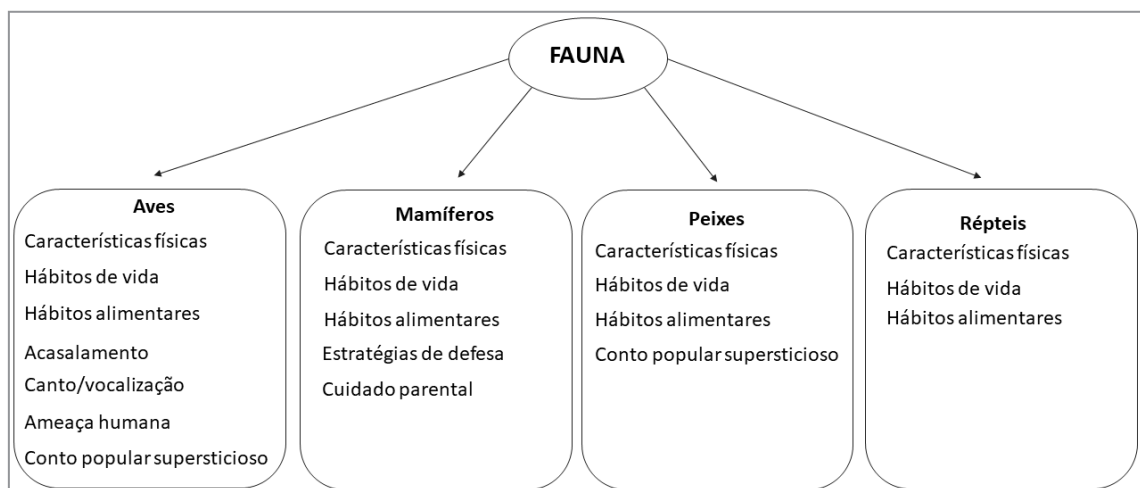 FAUNA
Aves
Características físicas
Hábitos de vida
Hábitos alimentares
Acasalamento
Canto/vocalização
Ameaça humana
Conto popular supersticioso
Mamíferos
Características físicas
Hábitos de vida
Hábitos alimentares
Estratégias de defesa
Cuidado parental
Peixes
Características físicas
Hábitos de vida
Hábitos alimentares
Conto popular supersticioso
Répteis
Características físicas
Hábitos de vida
Hábitos alimentares